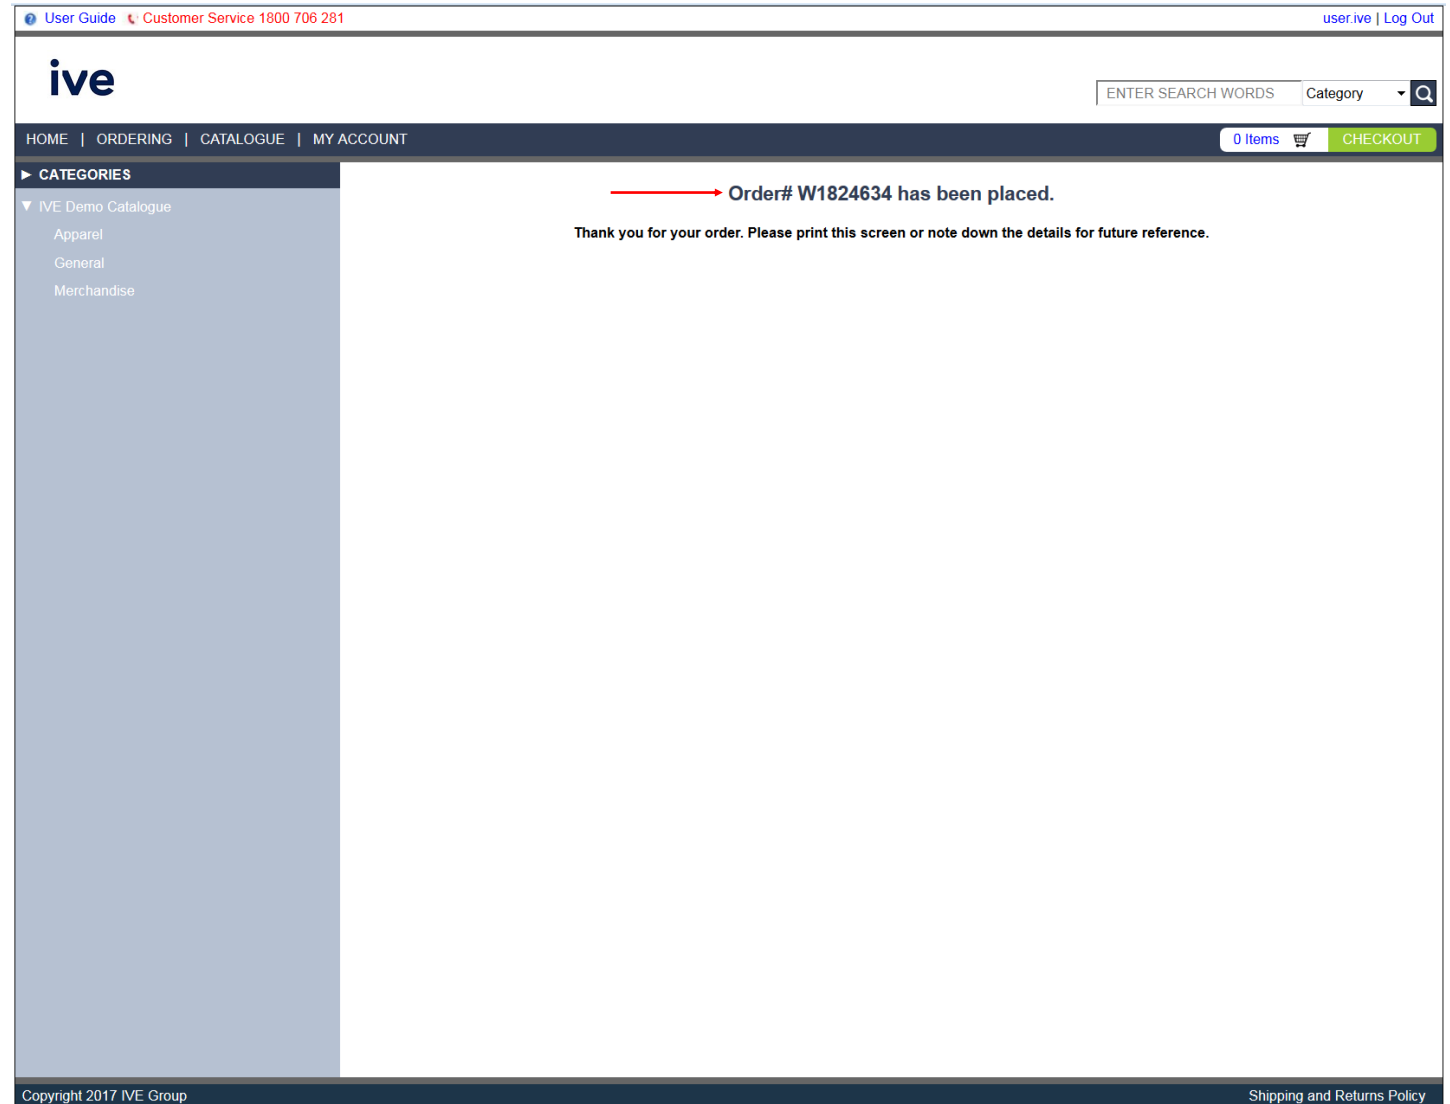 User Guide Customer Service 1800 706 281
user.ive | Log Out
ive
ENTER SEARCH WORDS Category
HOME | ORDERING | CATALOGUE | MY ACCOUNT
0 Items CHECKOUT
CATEGORIES
IVE Demo Catalogue
Apparel
General
Merchandise
Order# W1824634 has been placed.
Thank you for your order. Please print this screen or note down the details for future reference.
Copyright 2017 IVE Group
Shipping and Returns Policy